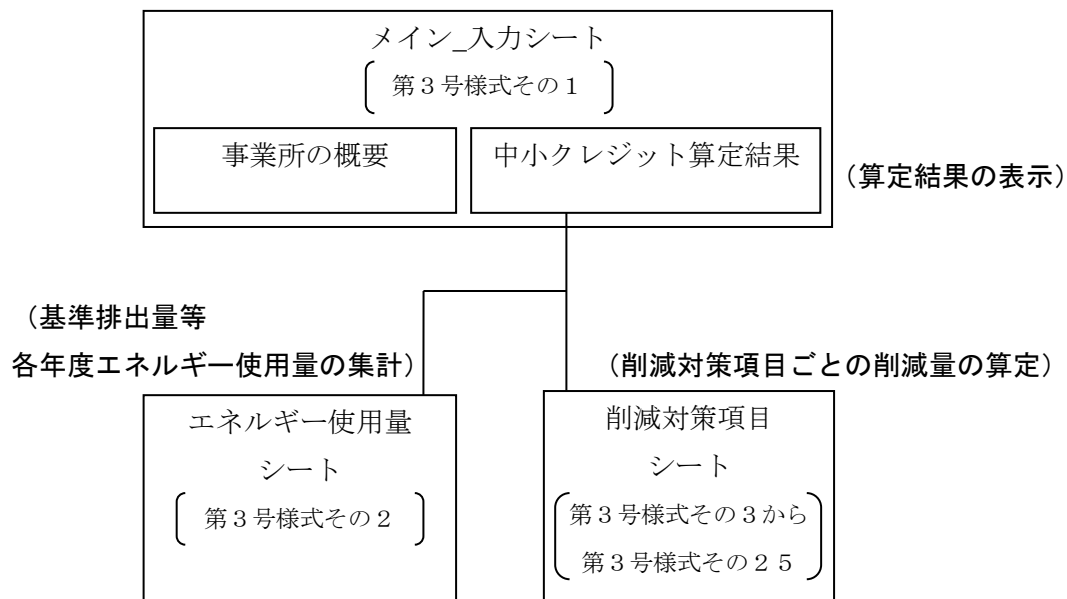 メイン_入力シート
第３号様式その１
事業所の概要
中小クレジット算定結果
（算定結果の表示）
（基準排出量等
各年度エネルギー使用量の集計）
（削減対策項目ごとの削減量の算定）
エネルギー使用量
シート
第３号様式その２
削減対策項目
シート
第３号様式その３から
第３号様式その２５